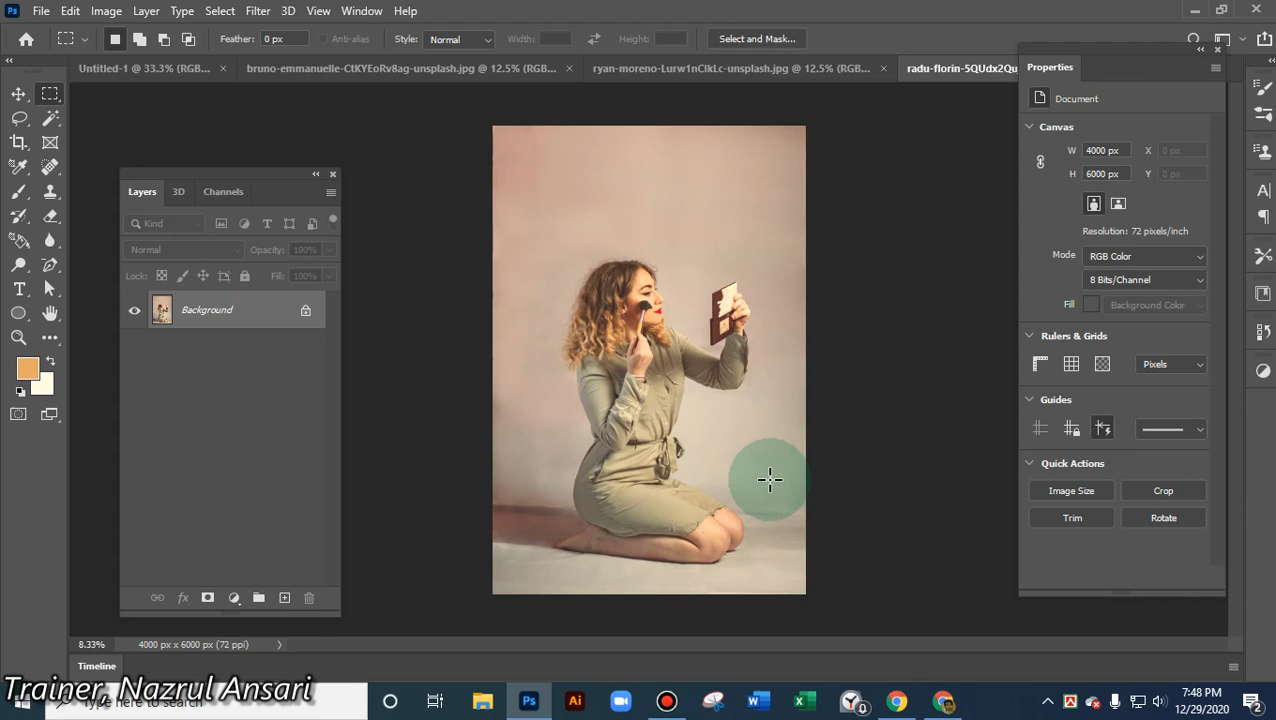 Ps File Edit Image Layer Type Select Filter 3D View Window Help
Feather: 0 px Anti-alias Style: Normal Width: Height: Select and Mask...
Untitled-1 @ 33.3% (RGB... × bruno-emmanuelle-CtKYEoRv8ag-unsplash.jpg @ 12.5% (RGB... × ryan-moreno-Lurw1nClkLc-unsplash.jpg @ 12.5% (RGB... × radu-florin-5QUdx2Qu
Properties
Document
Canvas
W 4000 px X 0 px
H 6000 px Y 0 px
Resolution: 72 pixels/inch
Mode RGB Color
8 Bits/Channel
Fill Background Color
Rulers & Grids
Pixels
Guides
Quick Actions
Image Size Crop
Trim Rotate
Layers 3D Channels
Kind
Normal Opacity: 100%
Lock: Fill: 100%
Background
8.33% 4000 px x 6000 px (72 ppi)
Timeline
Trainer, Nazrul Ansari
Type here to search
Ps Ai
7:48 PM
12/29/2020
2